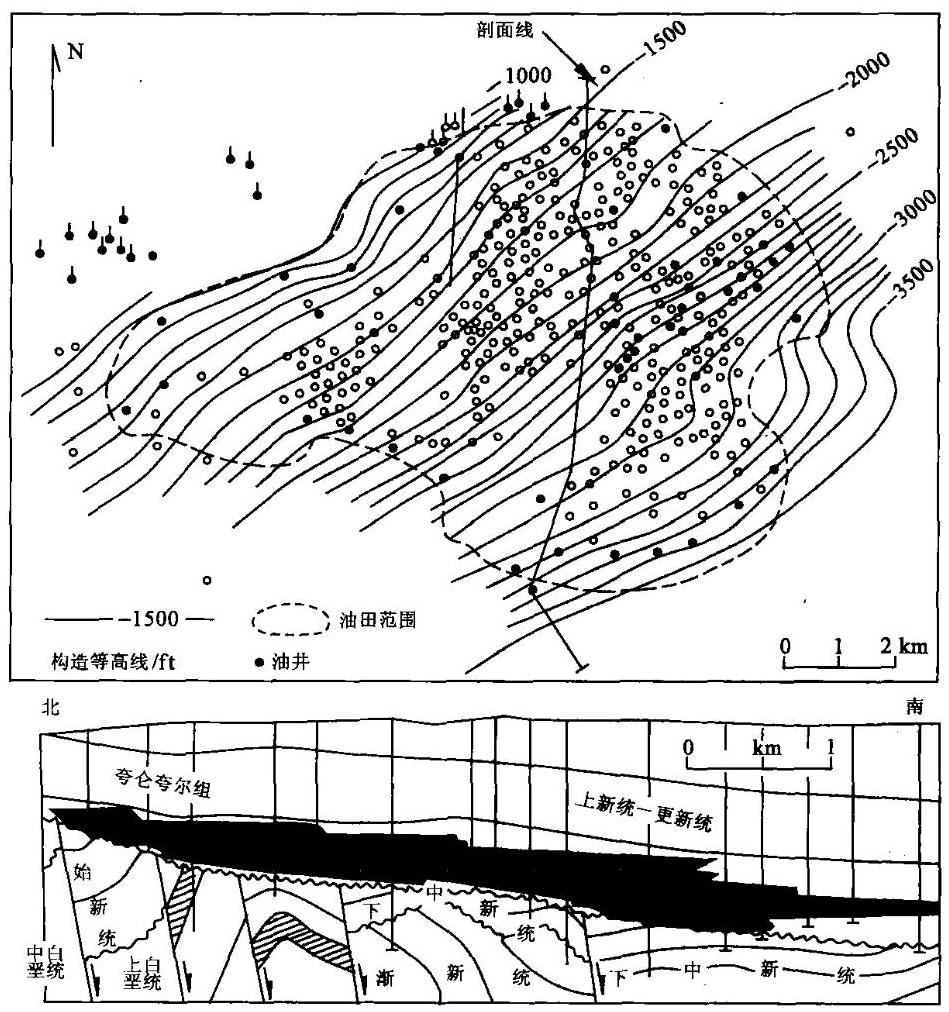 剖面线
N
1000
-1500
-2000
-2500
-3000
-3500
-1500
油田范围
构造等高线/ft
油井
0 1 2 km
北
南
0 km 1
夸仑夸尔组
上新统一更新统
始新统
中新统
下渐新统
中白垩统
上白垩统
下中新统